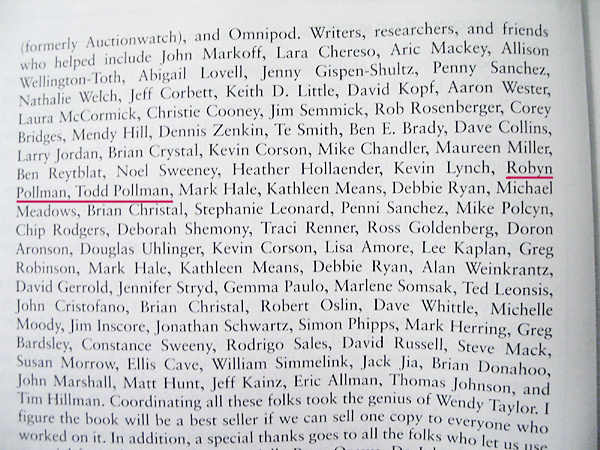 (formerly Auctionwatch), and Omnipod. Writers, researchers, and friends
who helped include John Markoff, Lara Chereso, Aric Mackey, Allison
Wellington-Toth, Abigail Lovell, Jenny Gispen-Shultz, Penny Sanchez,
Nathalie Welch, Jeff Corbett, Keith D. Little, David Kopf, Aaron Wester,
Laura McCormick, Christie Cooney, Jim Semmick, Rob Rosenberger, Corey
Bridges, Mendy Hill, Dennis Zenkin, Te Smith, Ben E. Brady, Dave Collins,
Larry Jordan, Brian Crystal, Kevin Corson, Mike Chandler, Maureen Miller,
Ben Reytblat, Noel Sweeney, Heather Hollaender, Kevin Lynch, Robyn
Pollman, Todd Pollman, Mark Hale, Kathleen Means, Debbie Ryan, Michael
Meadows, Brian Christal, Stephanie Leonard, Penni Sanchez, Mike Polcyn,
Chip Rodgers, Deborah Shemony, Traci Renner, Ross Goldenberg, Doron
Aronson, Douglas Uhlinger, Kevin Corson, Lisa Amore, Lee Kaplan, Greg
Robinson, Mark Hale, Kathleen Means, Debbie Ryan, Alan Weinkrantz,
David Gerrold, Jennifer Stryd, Gemma Paulo, Marlene Somsak, Ted Leonsis,
John Cristofano, Brian Christal, Robert Oslin, Dave Whittle, Michelle
Moody, Jim Inscore, Jonathan Schwartz, Simon Phipps, Mark Herring, Greg
Bardsley, Constance Sweeny, Rodrigo Sales, David Russell, Steve Mack,
Susan Morrow, Ellis Cave, William Simmelink, Jack Jia, Brian Donahoo,
John Marshall, Matt Hunt, Jeff Kainz, Eric Allman, Thomas Johnson, and
Tim Hillman. Coordinating all these folks took the genius of Wendy Taylor. I
figure the book will be a best seller if we can sell one copy to everyone who
worked on it. In addition, a special thanks goes to all the folks who let us use